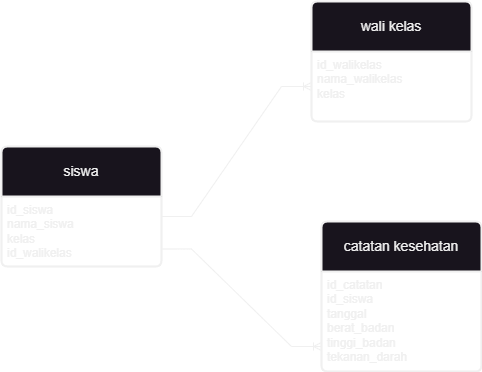 wali kelas
id_walikelas
nama_walikelas
kelas
siswa
id_siswa
nama_siswa
kelas
id_walikelas
catatan kesehatan
id_catatan
id_siswa
tanggal
berat_badan
tinggi_badan
tekanan_darah